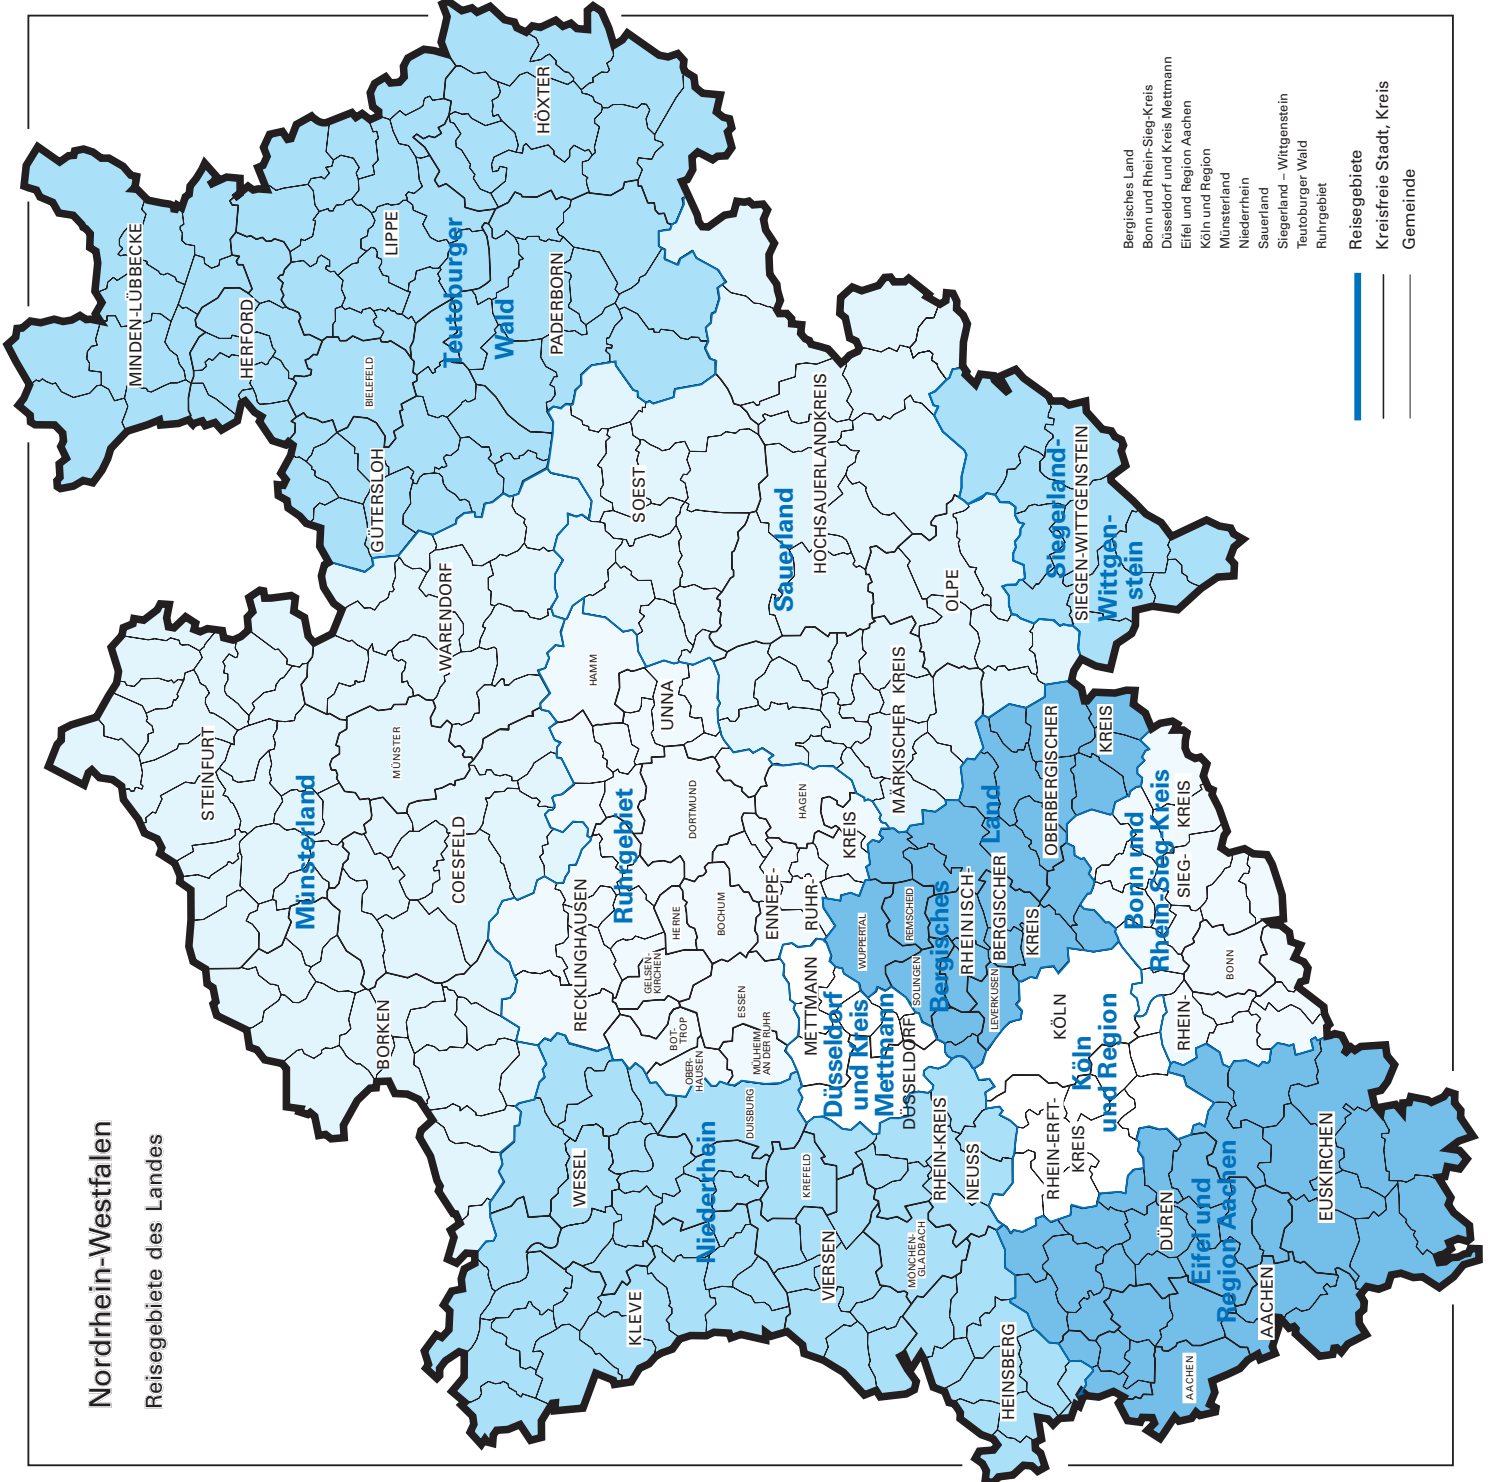 Nordrhein-Westfalen
Reisegebiete des Landes
MINDEN-LÜBBECKE
HERFORD
LIPPE
HÖXTER
BIELEFELD
Teutoburger
Wald
PADERBORN
GÜTERSLOH
STEINFURT
Münsterland
MÜNSTER
WARENDORF
BORKEN
COESFELD
SOEST
Sauerland
HOCHSAUERLANDKREIS
HAMM
UNNA
RECKLINGHAUSEN
Ruhrgebiet
DORTMUND
HERNE
BOCHUM
GELSEN-
KIRCHEN
BOT-
TROP
OBER-
HAUSEN
ESSEN
MÜLHEIM
AN DER RUHR
HAGEN
ENNEPE-
RUHR-
KREIS
MÄRKISCHER KREIS
OLPE
Siegerland-
SIEGEN-WITTGENSTEIN
Wittgen-
stein
WESEL
KLEVE
Niederrhein
DUISBURG
KREFELD
VIERSEN
MÖNCHEN-
GLADBACH
RHEIN-KREIS
NEUSS
HEINSBERG
METTMANN
Düsseldorf
und Kreis
Mettmann
DÜSSELDORF
WUPPERTAL
REMSCHEID
SOLINGEN
Bergisches
Land
RHEINISCH-
BERGISCHER
KREIS
LEVERKUSEN
OBERBERGISCHER
KREIS
KÖLN
Köln
und Region
RHEIN-ERFT-
KREIS
Bonn und
Rhein-Sieg-Kreis
RHEIN-
SIEG-
KREIS
BONN
DÜREN
Eifel und
Region Aachen
AACHEN
AACHEN
EUSKIRCHEN
Bergisches Land
Bonn und Rhein-Sieg-Kreis
Düsseldorf und Kreis Mettmann
Eifel und Region Aachen
Köln und Region
Münsterland
Niederrhein
Sauerland
Siegerland – Wittgenstein
Teutoburger Wald
Ruhrgebiet
Reisegebiete
Kreisfreie Stadt, Kreis
Gemeinde